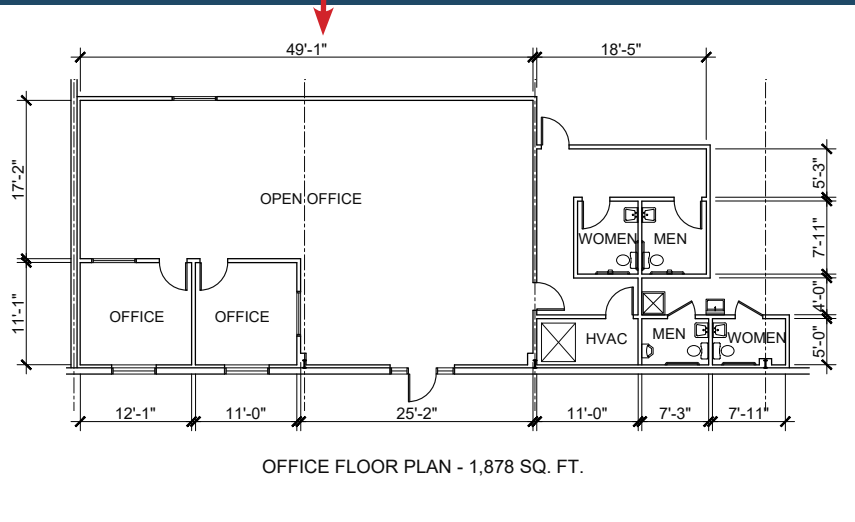 49'-1" 18'-5"
17'-2"
5'-3"
OPEN OFFICE
7'-11"
WOMEN MEN
11'-1"
4'-0"
OFFICE OFFICE
HVAC MEN WOMEN
5'-0"
12'-1" 11'-0" 25'-2" 11'-0" 7'-3" 7'-11"
OFFICE FLOOR PLAN - 1,878 SQ. FT.